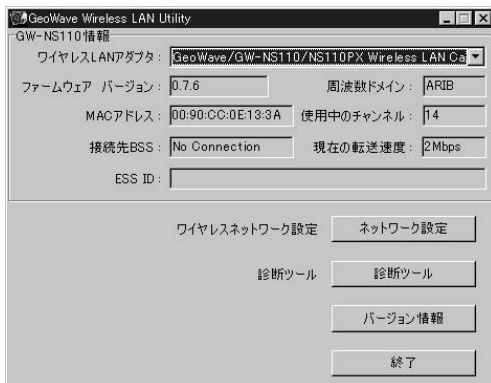 GeoWave Wireless LAN Utility
GW-NS110情報
ワイヤレスLANアダプタ : GeoWave/GW-NS110/NS110PX Wireless LAN Ca
ファームウェア バージョン : 0.7.6 周波数ドメイン : ARIB
MACアドレス : 00:90:CC:0E:13:3A 使用中のチャンネル : 14
接続先BSS : No Connection 現在の転送速度 : 2Mbps
ESS ID :
ワイヤレスネットワーク設定 ネットワーク設定
診断ツール 診断ツール
バージョン情報
終了